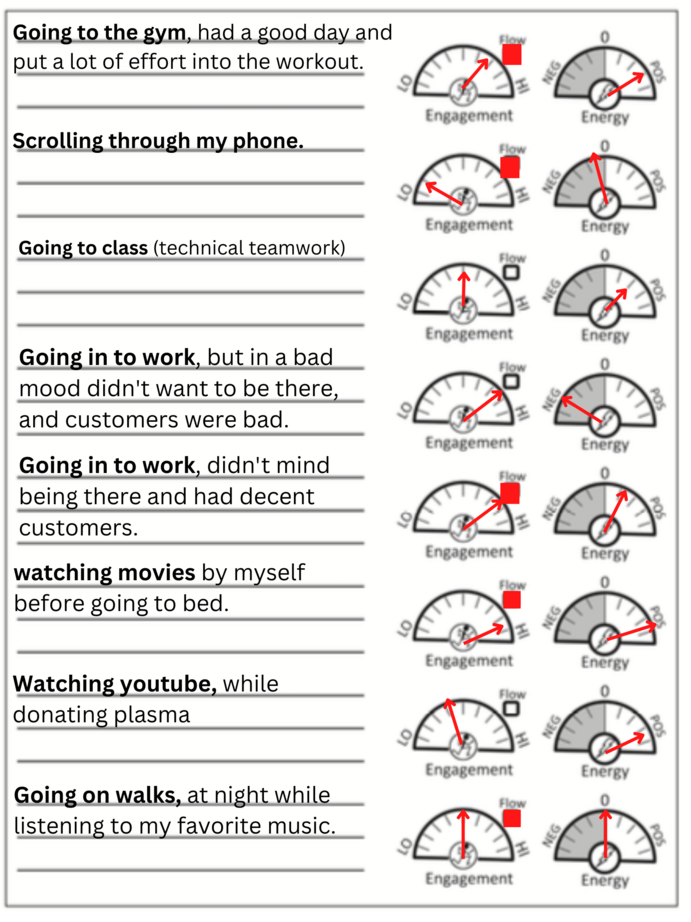 Going to the gym, had a good day and
put a lot of effort into the workout.
Flow
LO
HI
Engagement
0
NEG
POS
Energy
Scrolling through my phone.
Flow
LO
HI
Engagement
0
NEG
POS
Energy
Going to class (technical teamwork)
Flow
LO
HI
Engagement
0
NEG
POS
Energy
Going in to work, but in a bad
mood didn't want to be there,
and customers were bad.
Flow
LO
HI
Engagement
0
NEG
POS
Energy
Going in to work, didn't mind
being there and had decent
customers.
Flow
LO
HI
Engagement
0
NEG
POS
Energy
watching movies by myself
before going to bed.
Flow
LO
HI
Engagement
0
NEG
POS
Energy
Watching youtube, while
donating plasma
Flow
LO
HI
Engagement
0
NEG
POS
Energy
Going on walks, at night while
listening to my favorite music.
Flow
LO
HI
Engagement
0
NEG
POS
Energy